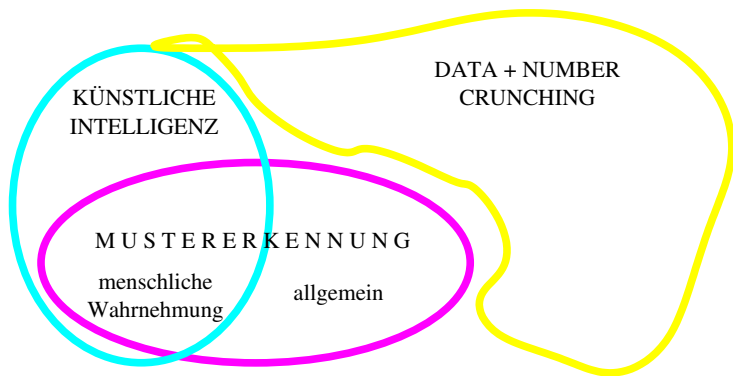 KÜNSTLICHE
INTELLIGENZ
DATA + NUMBER
CRUNCHING
MUSTERERKENNUNG
menschliche
Wahrnehmung
allgemein